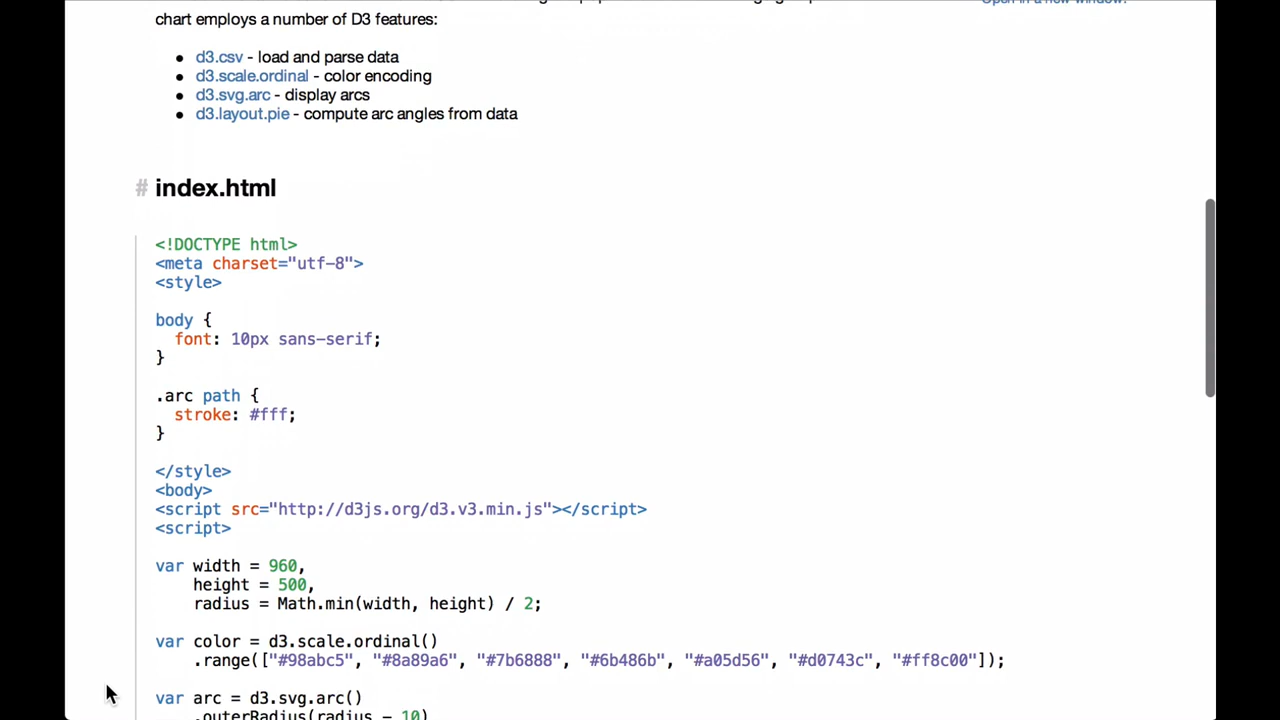 chart employs a number of D3 features:
● d3.csv - load and parse data
● d3.scale.ordinal - color encoding
● d3.svg.arc - display arcs
● d3.layout.pie - compute arc angles from data
# index.html
<!DOCTYPE html>
<meta charset="utf-8">
<style>
body {
  font: 10px sans-serif;
}
.arc path {
  stroke: #fff;
}
</style>
<body>
<script src="http://d3js.org/d3.v3.min.js"></script>
<script>
var width = 960,
    height = 500,
    radius = Math.min(width, height) / 2;
var color = d3.scale.ordinal()
    .range(["#98abc5", "#8a89a6", "#7b6888", "#6b486b", "#a05d56", "#d0743c", "#ff8c00"]);
var arc = d3.svg.arc()
    .outerRadius(radius - 10)